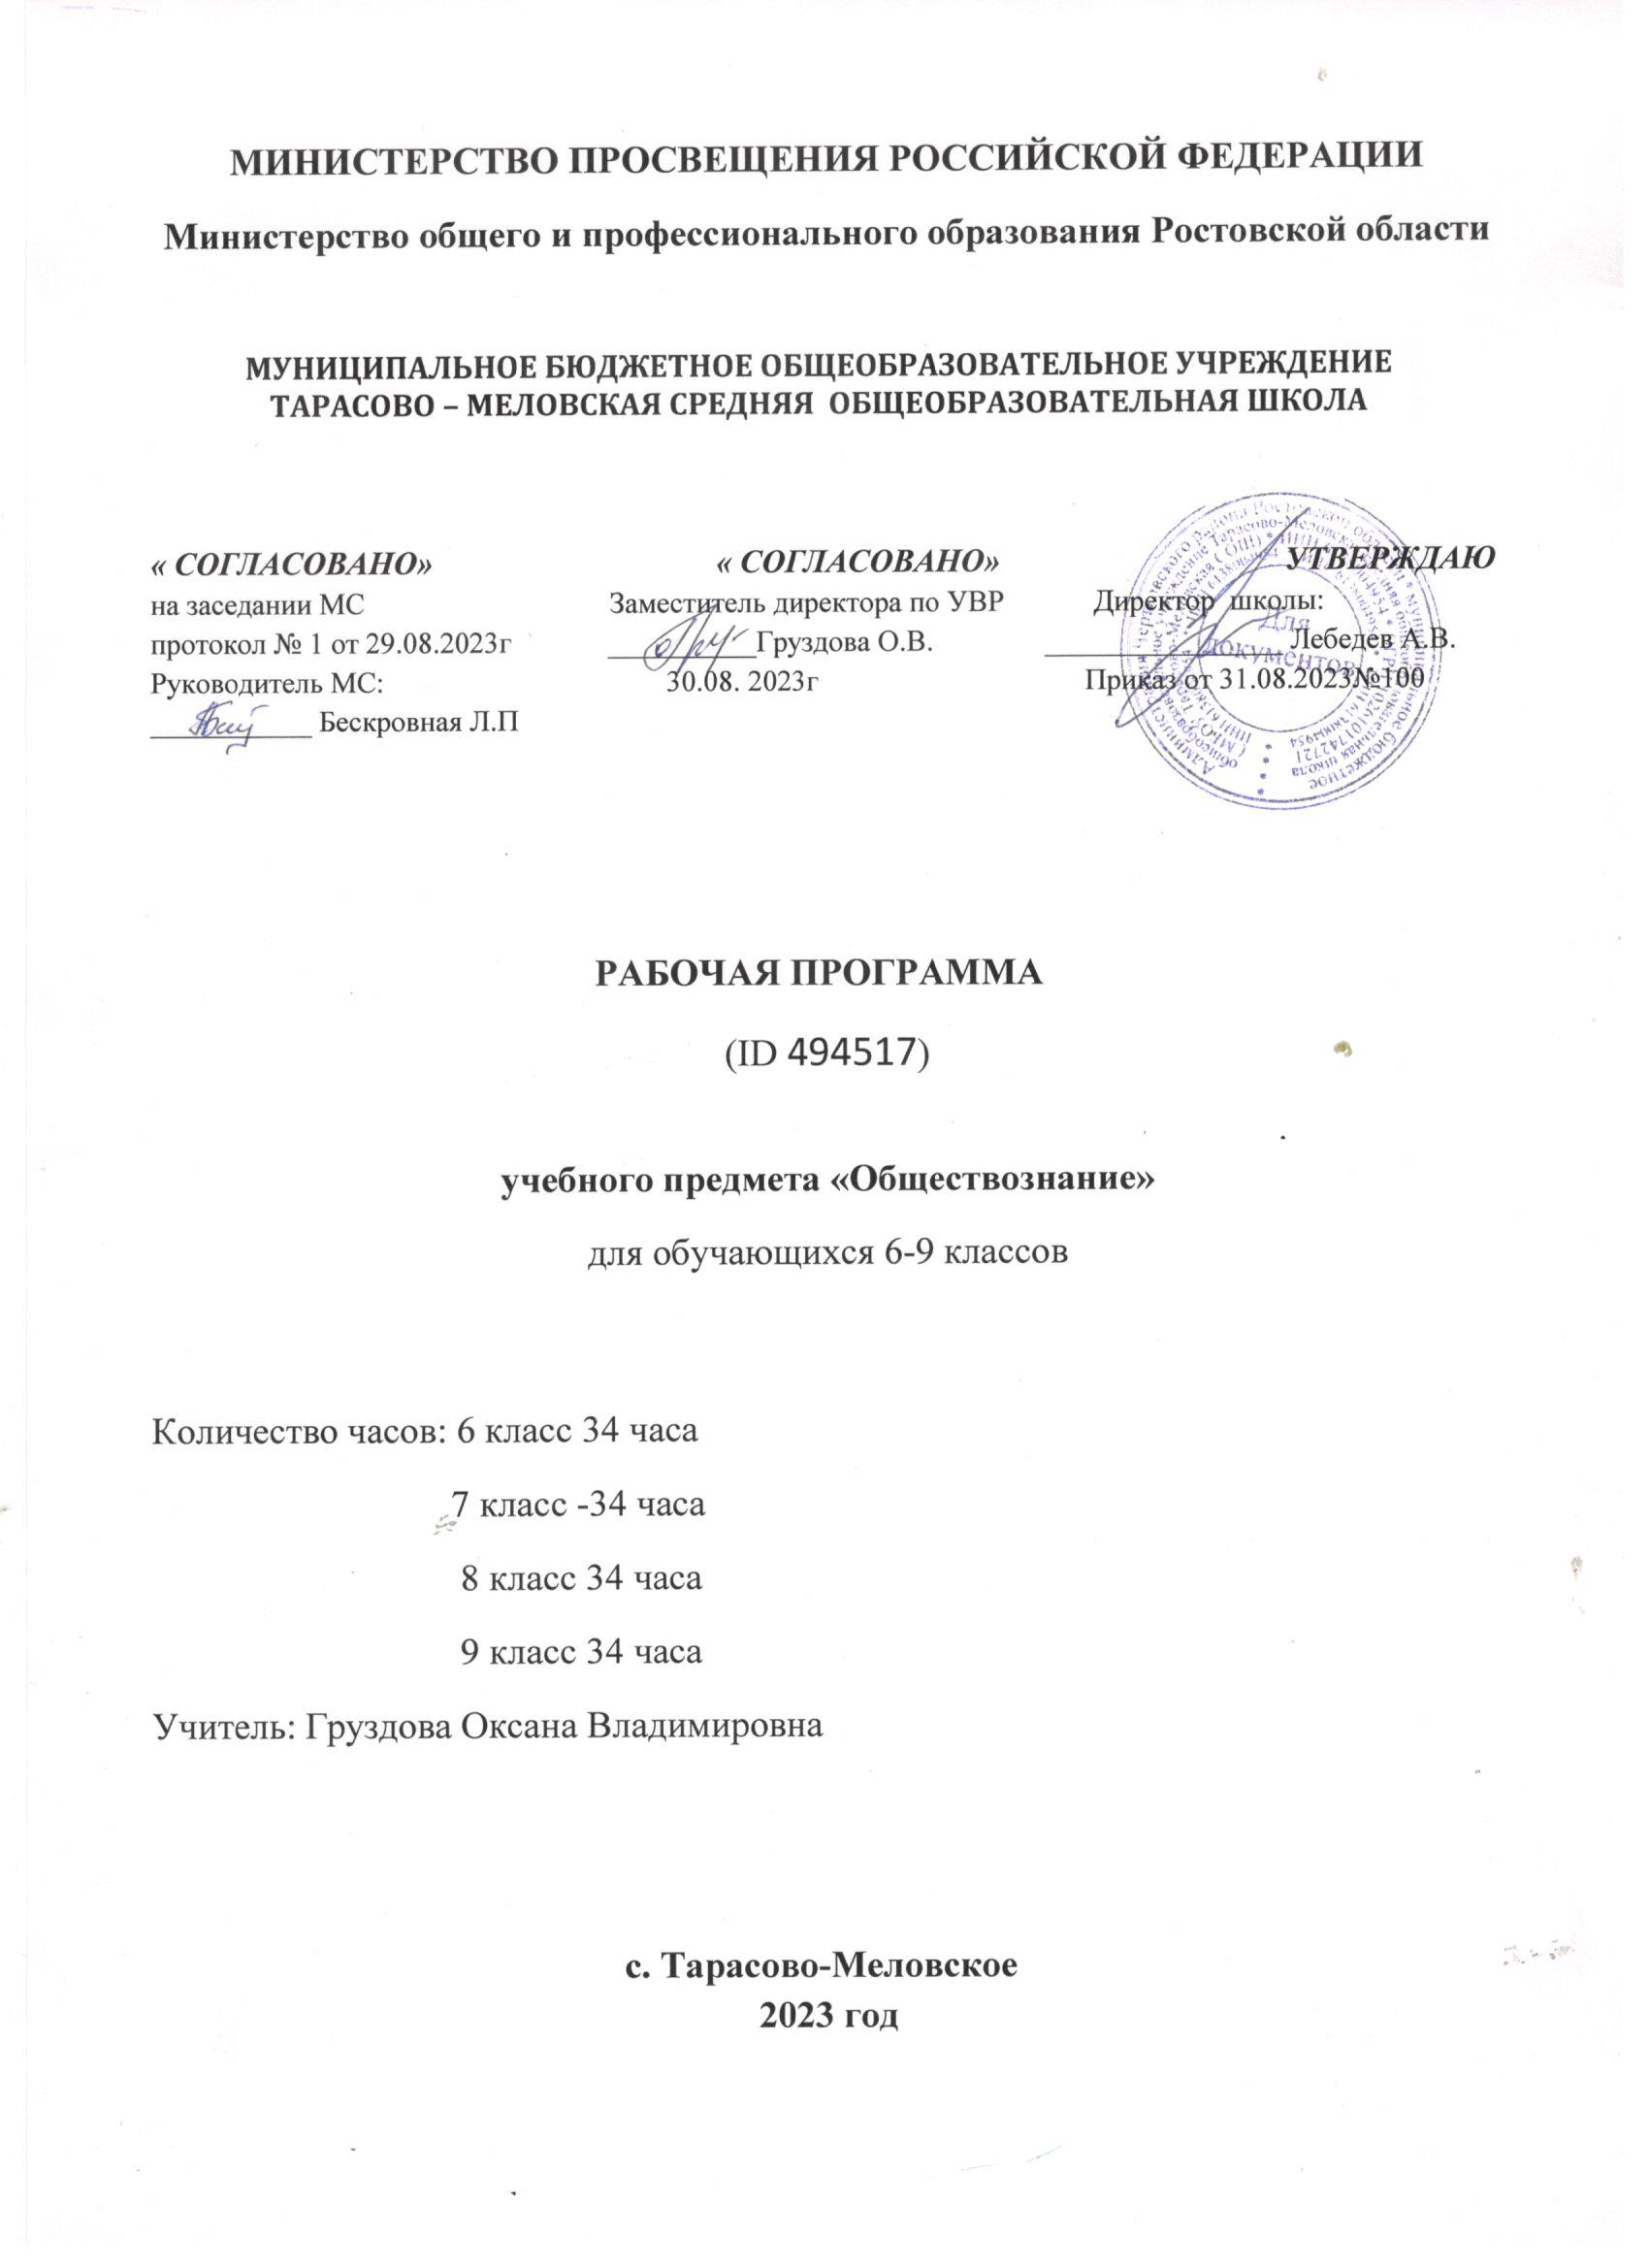 МИНИСТЕРСТВО ПРОСВЕЩЕНИЯ РОССИЙСКОЙ ФЕДЕРАЦИИ
Министерство общего и профессионального образования Ростовской области
МУНИЦИПАЛЬНОЕ БЮДЖЕТНОЕ ОБЩЕОБРАЗОВАТЕЛЬНОЕ УЧРЕЖДЕНИЕ
ТАРАСОВО – МЕЛОВСКАЯ СРЕДНЯЯ ОБЩЕОБРАЗОВАТЕЛЬНАЯ ШКОЛА
« СОГЛАСОВАНО»
на заседании МС
протокол № 1 от 29.08.2023г
Руководитель МС:
Бескровная Л.П
« СОГЛАСОВАНО»
Заместитель директора по УВР
Груздова О.В.
30.08. 2023г
УТВЕРЖДАЮ
Директор школы:
Лебедев А.В.
Приказ от 31.08.2023№100
Для
документов
РАБОЧАЯ ПРОГРАММА
(ID 494517)
учебного предмета «Обществознание»
для обучающихся 6-9 классов
Количество часов: 6 класс 34 часа
7 класс -34 часа
8 класс 34 часа
9 класс 34 часа
Учитель: Груздова Оксана Владимировна
с. Тарасово-Меловское
2023 год